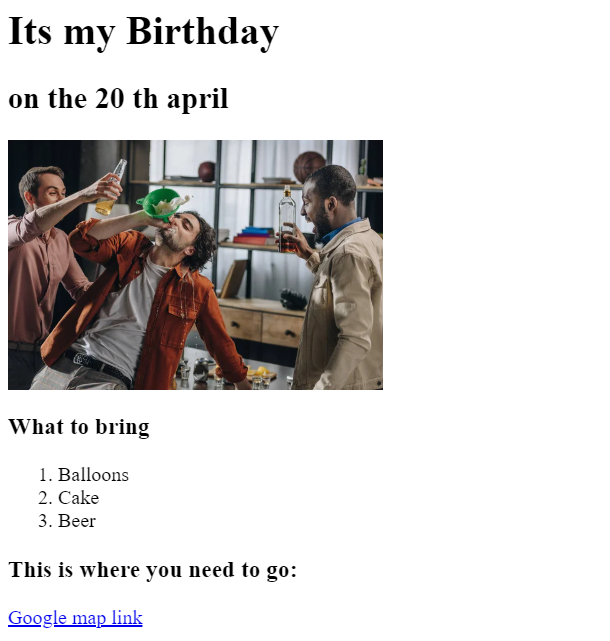 Its my Birthday
on the 20 th april
What to bring
1. Balloons
2. Cake
3. Beer
This is where you need to go:
Google map link